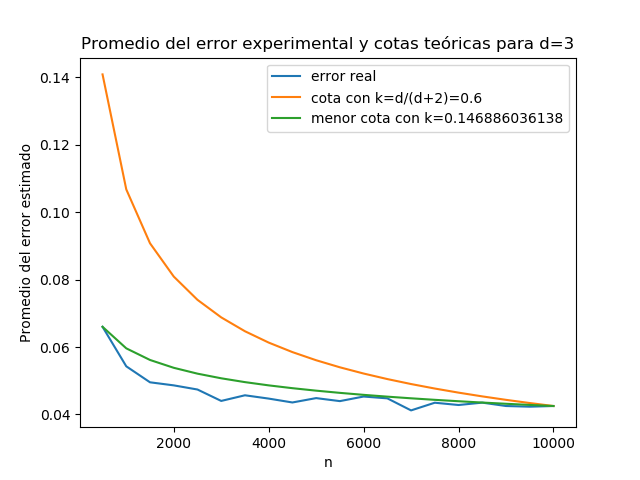 Promedio del error experimental y cotas teóricas para d=3
error real
cota con k=d/(d+2)=0.6
menor cota con k=0.146886036138
Promedio del error estimado
0.14
0.12
0.10
0.08
0.06
0.04
2000
4000
6000
8000
10000
n